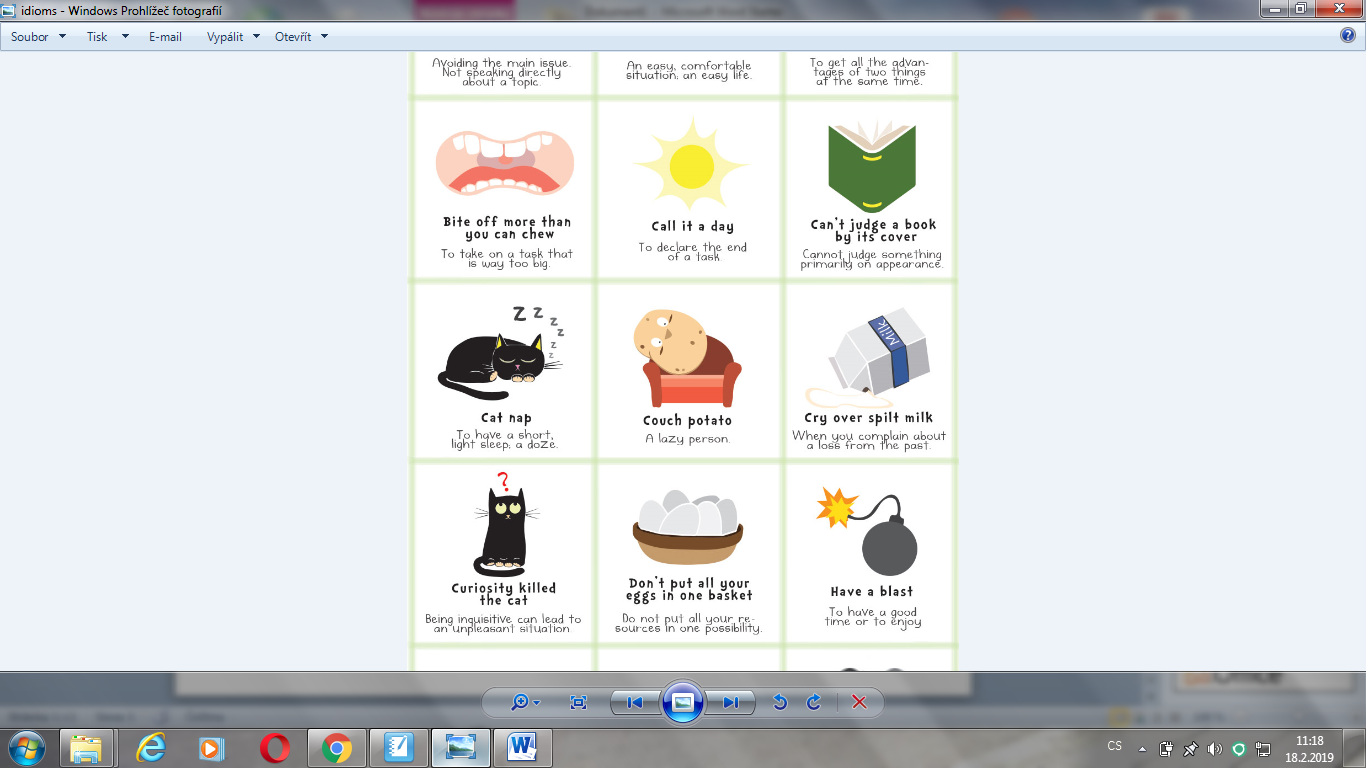 idioms - Windows Prohlížeč fotografií
Soubor Tisk E-mail Vypálit Otevřít
Avoiding the main issue.
Not speaking directly
about a topic.
An easy, comfortable
situation. an easy life.
To get all the advan-
tages of two things
at the same time.
Bite off more than
you can chew
To take on a task that
is way too big.
Call it a day
To declare the end
of a task
Can't judge a book
by its cover
Cannot judge something
primarily on appearance.
z z z z z z
Cat nap
To have a short,
light sleep; a doze.
Couch potato
A lazy person.
Milk
Cry over spilt milk
When you complain about
a loss from the past.
?
Curiosity killed
the cat
Being inquisitive can lead to
an unpleasant situation.
Don't put all your
eggs in one basket
Do not put all your re-
sources in one possibility.
Have a blast
To have a good
time or to enjoy
Office
CS
11:18
18.2.2019